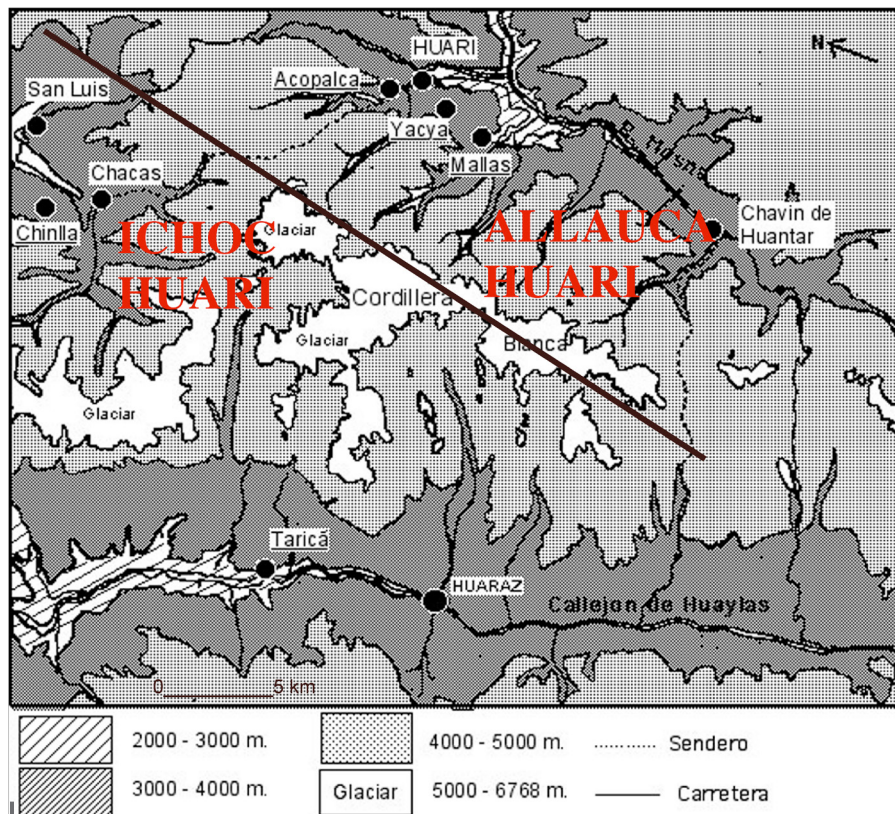 HUARI
N
Acopalca
San Luis
Yacya
R. Mosna
Mallas
Chacas
Chinlla
ICHOC
HUARI
Glaciar
ALLAUCA
HUARI
Chavin de
Huantar
Cordillera
Glaciar
Blanca
Glaciar
Taricá
HUARAZ
Callejon de Huaylas
0 5 km
2000 - 3000 m.
4000 - 5000 m.
Sendero
3000 - 4000 m.
Glaciar
5000 - 6768 m.
Carretera